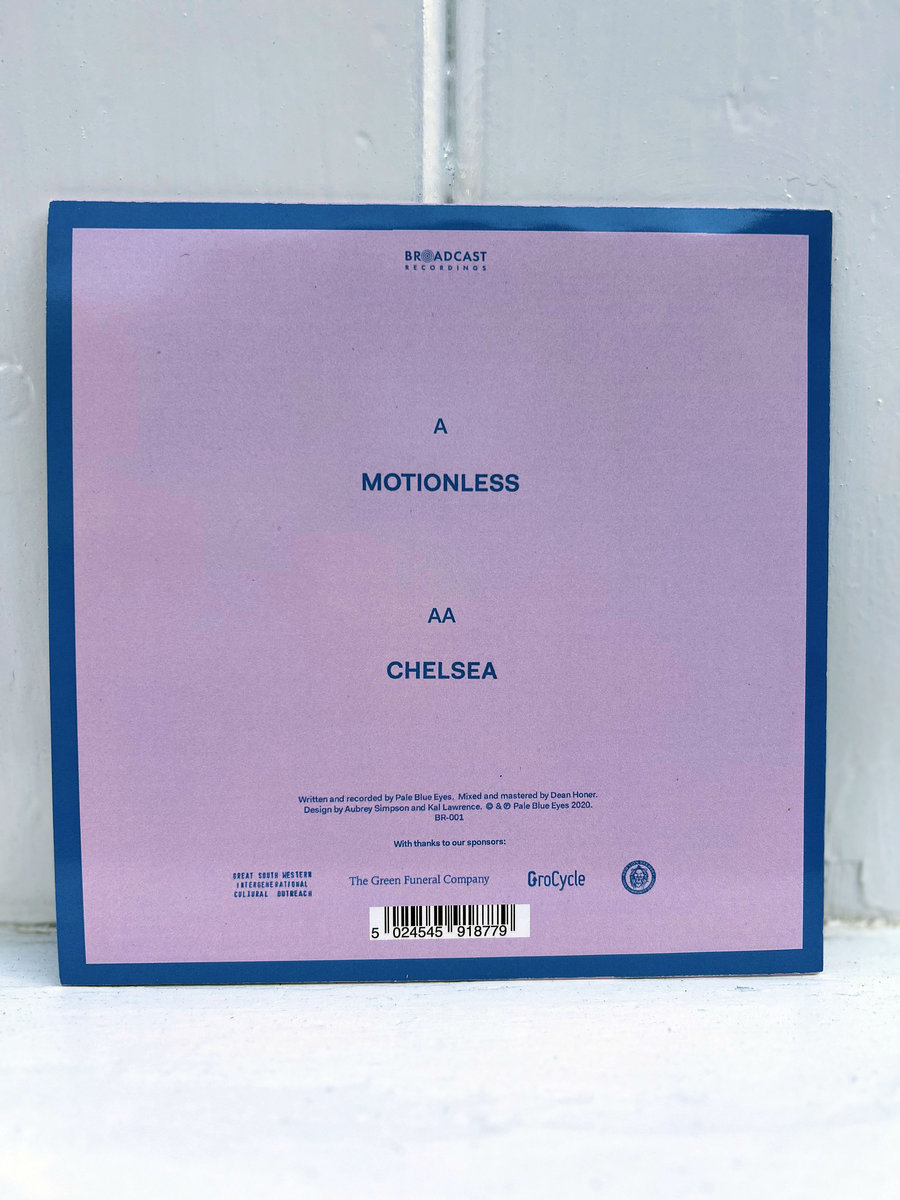 BROADCAST
RECORDINGS
A
MOTIONLESS
AA
CHELSEA
Written and recorded by Pale Blue Eyes. Mixed and mastered by Dean Honer.
Design by Aubrey Simpson and Kal Lawrence. © & ℗ Pale Blue Eyes 2020.
BR-001
With thanks to our sponsors:
GREAT SOUTH WESTERN
INTERGENERATIONAL
CULTURAL OUTREACH
The Green Funeral Company
GroCycle
5 024545 918779